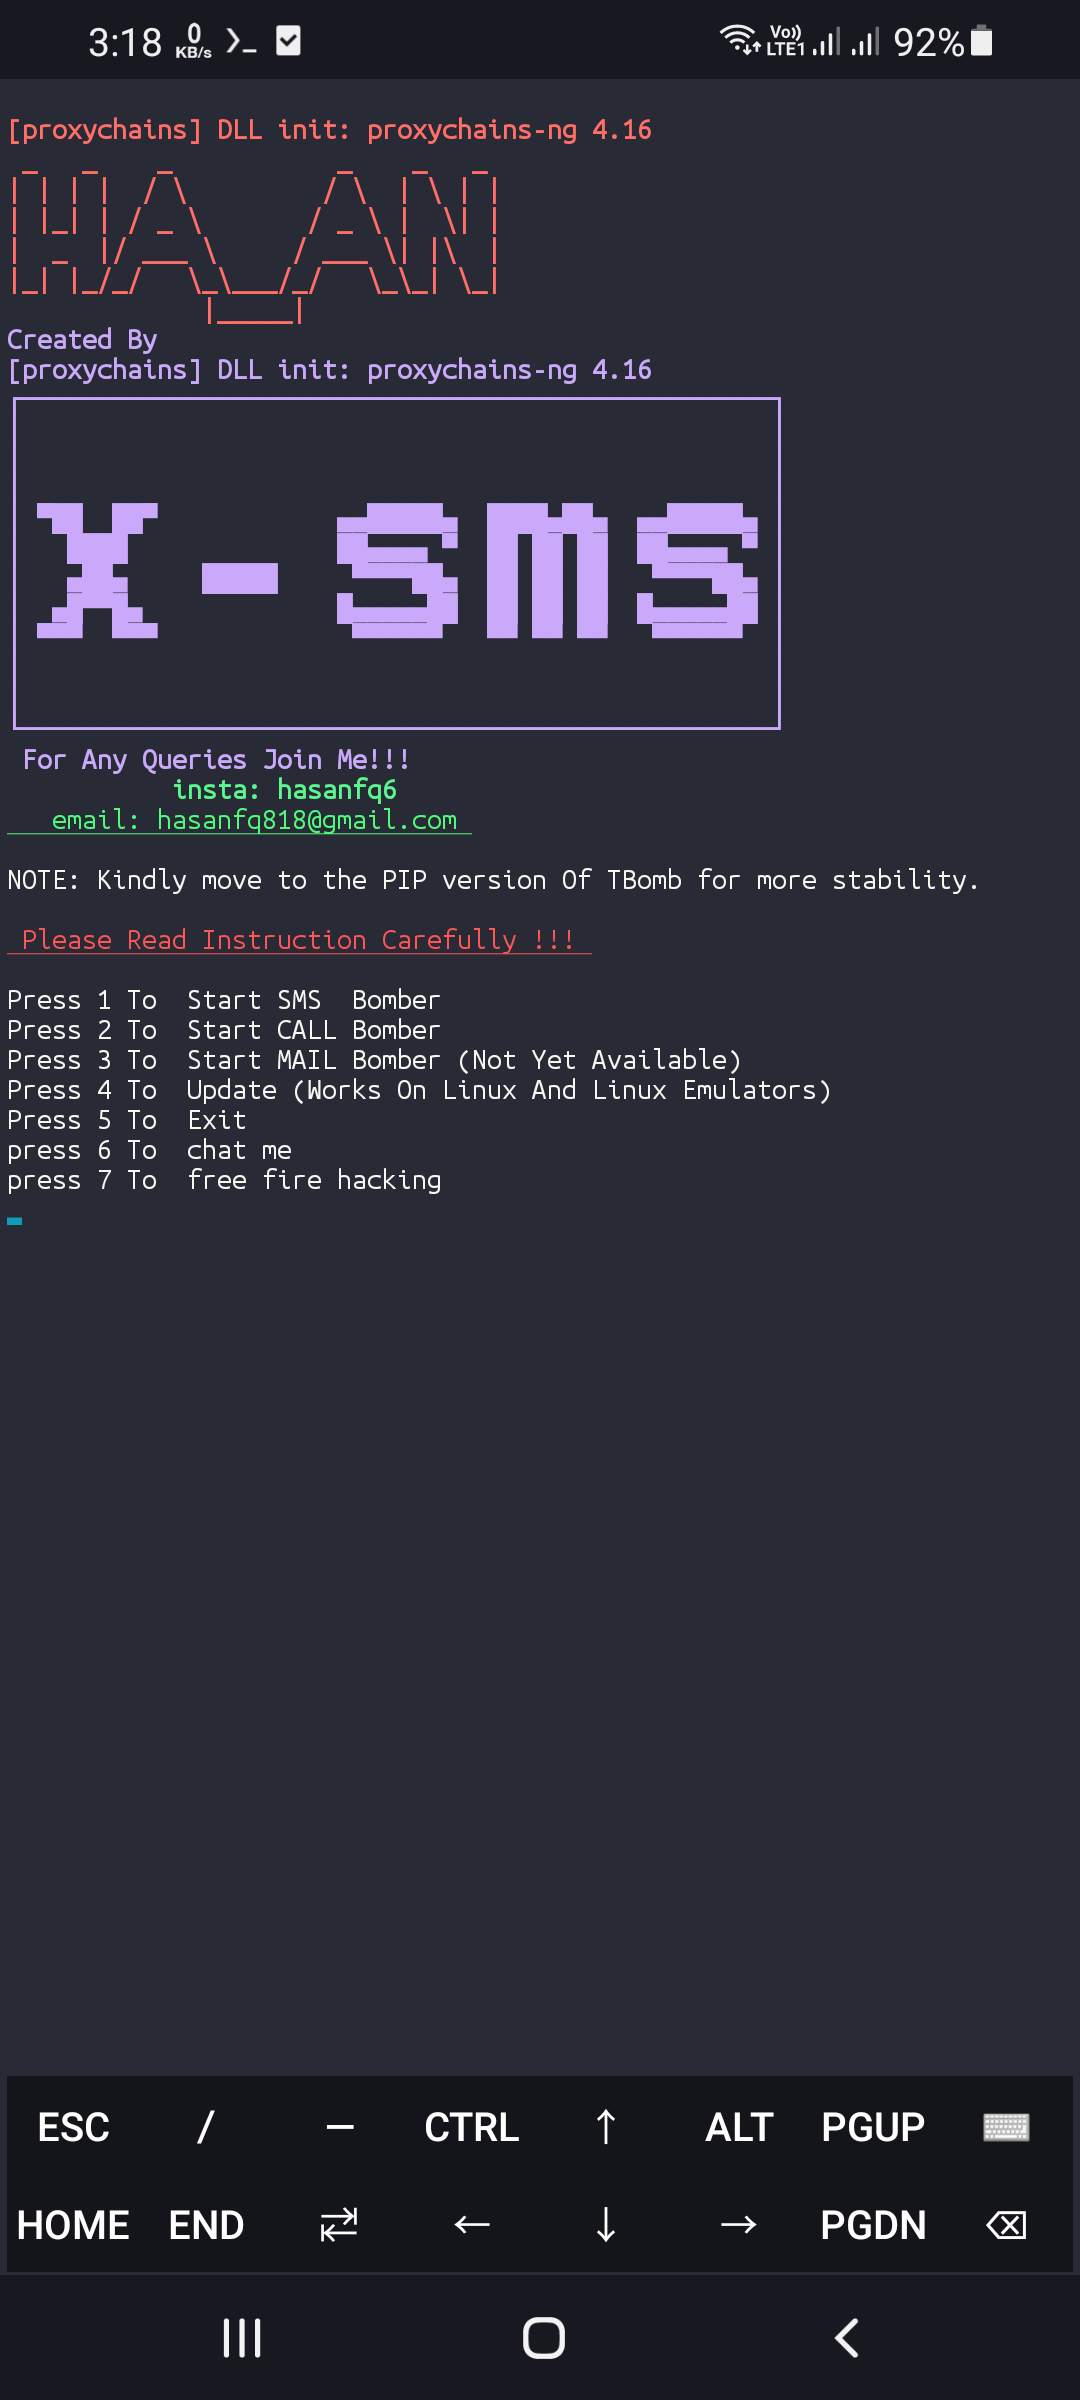 3:18 0 KB/s Vo)) LTE1 92%
[proxychains] DLL init: proxychains-ng 4.16
HA_AN
Created By
[proxychains] DLL init: proxychains-ng 4.16
X - SMS
For Any Queries Join Me!!!
insta: hasanfq6
email: hasanfq818@gmail.com
NOTE: Kindly move to the PIP version Of TBomb for more stability.
Please Read Instruction Carefully !!!
Press 1 To  Start SMS  Bomber
Press 2 To  Start CALL Bomber
Press 3 To  Start MAIL Bomber (Not Yet Available)
Press 4 To  Update (Works On Linux And Linux Emulators)
Press 5 To  Exit
press 6 To  chat me
press 7 To  free fire hacking
ESC / — CTRL ↑ ALT PGUP
HOME END ← ↓ → PGDN